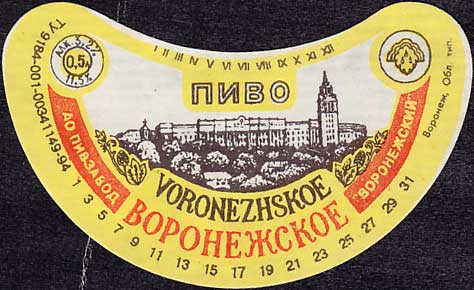 ТУ 9184-001-00341149-94
АЛК. 3,2%
0,5л
11,5%
I II III IV V VI VII VIII IX X XI XII
ПИВО
Воронеж. Обл. тип.
АО ПИВЗАВОД
"ВОРОНЕЖСКИЙ"
VORONEZHSKOE
ВОРОНЕЖСКОЕ
1 3 5 7 9 11 13 15 17 19 21 23 25 27 29 31